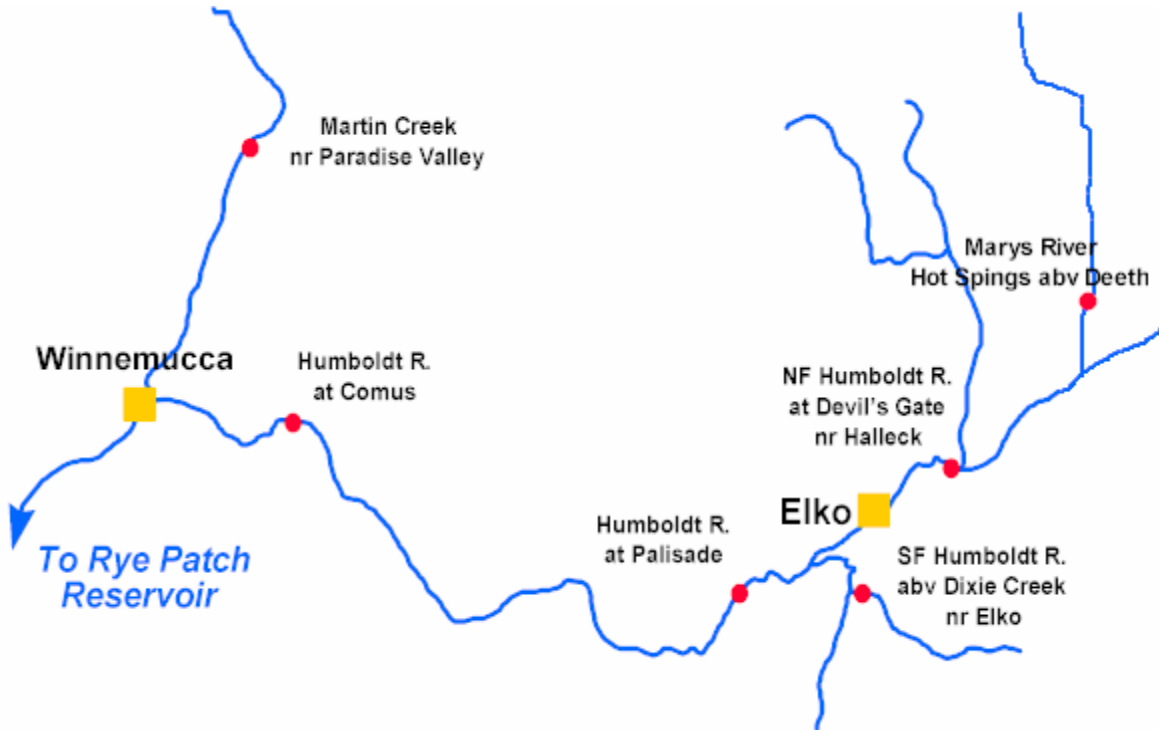 Martin Creek
nr Paradise Valley
Marys River
Hot Spings abv Deeth
Winnemucca
Humboldt R.
at Comus
NF Humboldt R.
at Devil's Gate
nr Halleck
Elko
Humboldt R.
at Palisade
SF Humboldt R.
abv Dixie Creek
nr Elko
To Rye Patch
Reservoir